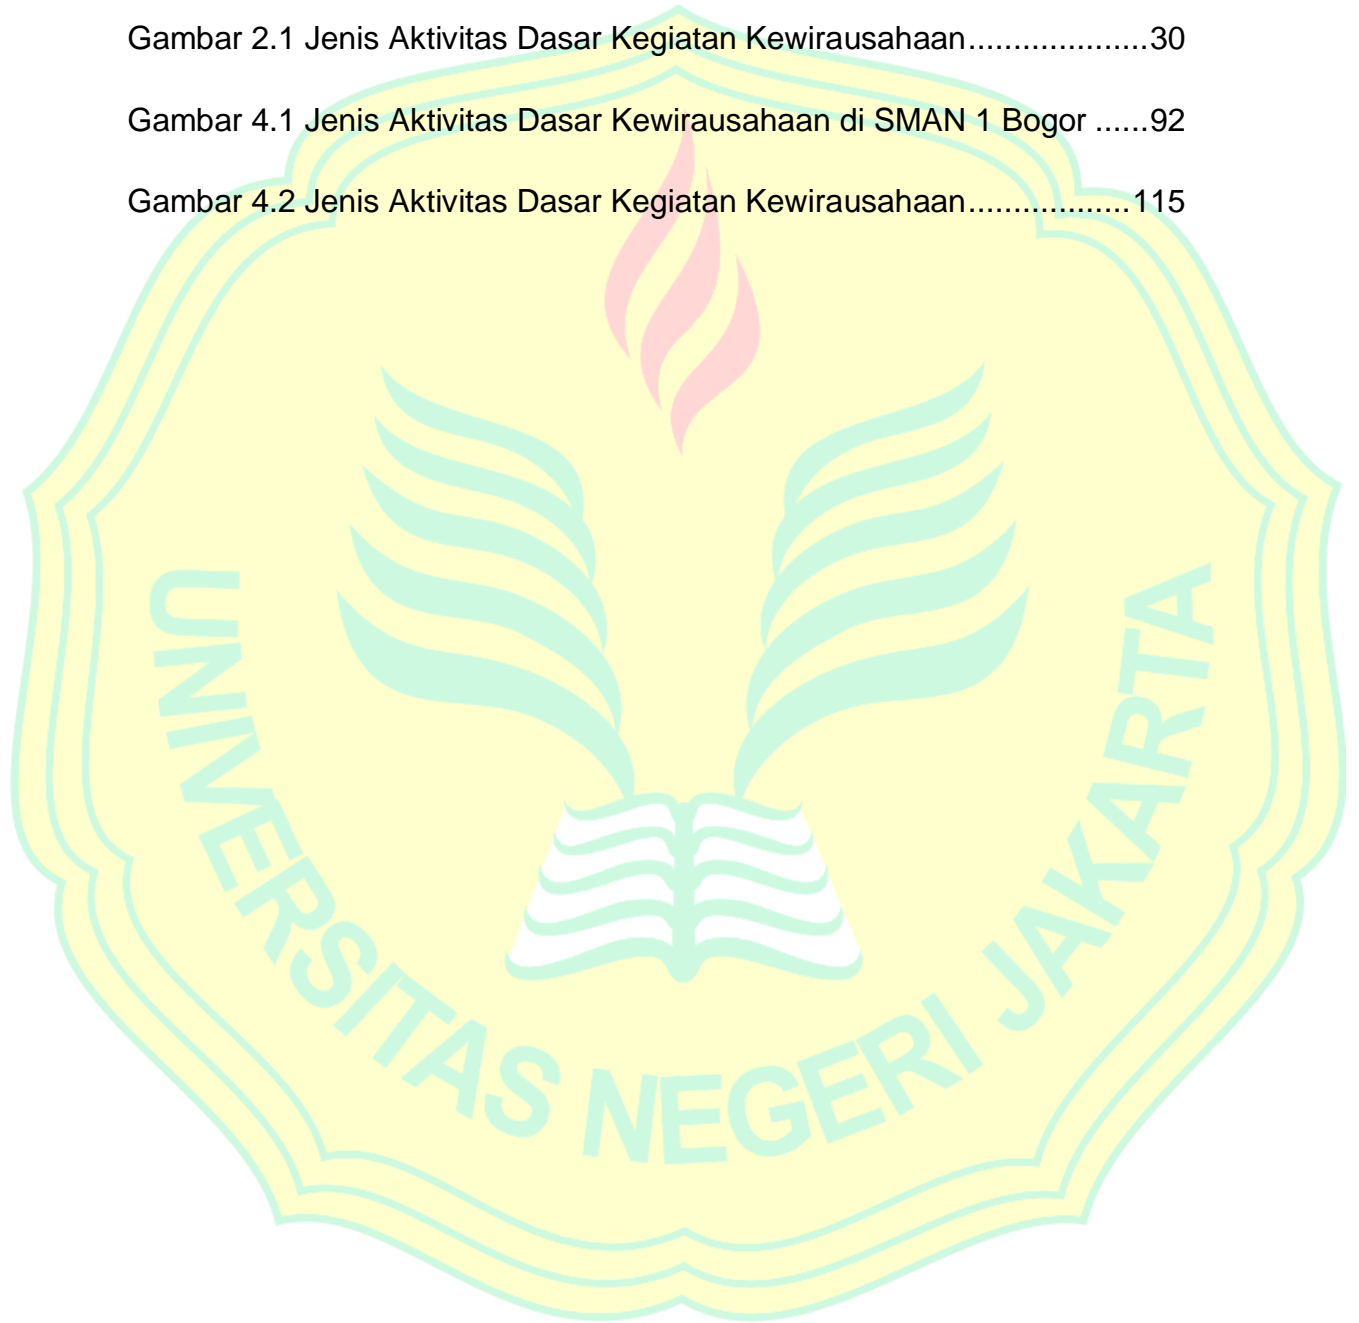 Gambar 2.1 Jenis Aktivitas Dasar Kegiatan Kewirausahaan....................30
Gambar 4.1 Jenis Aktivitas Dasar Kewirausahaan di SMAN 1 Bogor ......92
Gambar 4.2 Jenis Aktivitas Dasar Kegiatan Kewirausahaan..................115
UNIVERSITAS NEGERI JAKARTA